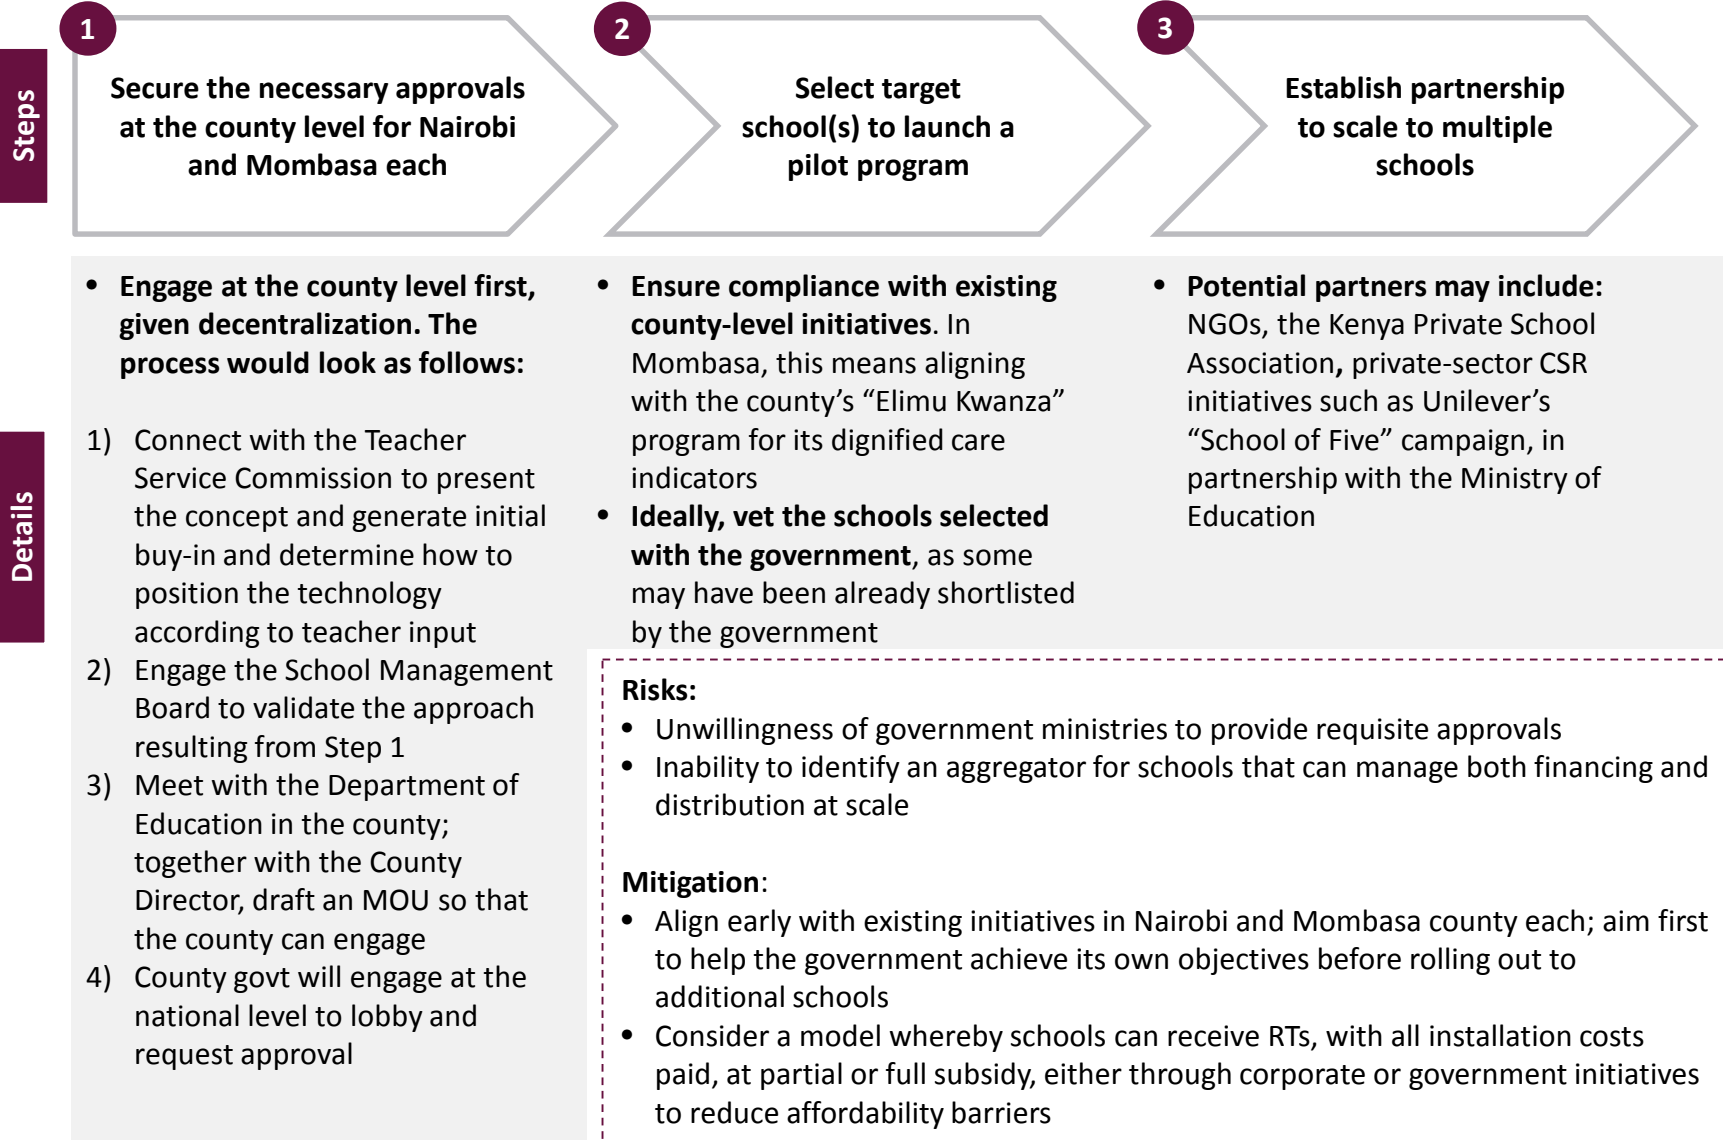 Steps
1
Secure the necessary approvals
at the county level for Nairobi
and Mombasa each
2
Select target
school(s) to launch a
pilot program
3
Establish partnership
to scale to multiple
schools
Details
• Engage at the county level first,
given decentralization. The
process would look as follows:
1) Connect with the Teacher
Service Commission to present
the concept and generate initial
buy-in and determine how to
position the technology
according to teacher input
2) Engage the School Management
Board to validate the approach
resulting from Step 1
3) Meet with the Department of
Education in the county;
together with the County
Director, draft an MOU so that
the county can engage
4) County govt will engage at the
national level to lobby and
request approval
• Ensure compliance with existing
county-level initiatives. In
Mombasa, this means aligning
with the county’s “Elimu Kwanza”
program for its dignified care
indicators
• Ideally, vet the schools selected
with the government, as some
may have been already shortlisted
by the government
• Potential partners may include:
NGOs, the Kenya Private School
Association, private-sector CSR
initiatives such as Unilever’s
“School of Five” campaign, in
partnership with the Ministry of
Education
Risks:
• Unwillingness of government ministries to provide requisite approvals
• Inability to identify an aggregator for schools that can manage both financing and
distribution at scale
Mitigation:
• Align early with existing initiatives in Nairobi and Mombasa county each; aim first
to help the government achieve its own objectives before rolling out to
additional schools
• Consider a model whereby schools can receive RTs, with all installation costs
paid, at partial or full subsidy, either through corporate or government initiatives
to reduce affordability barriers